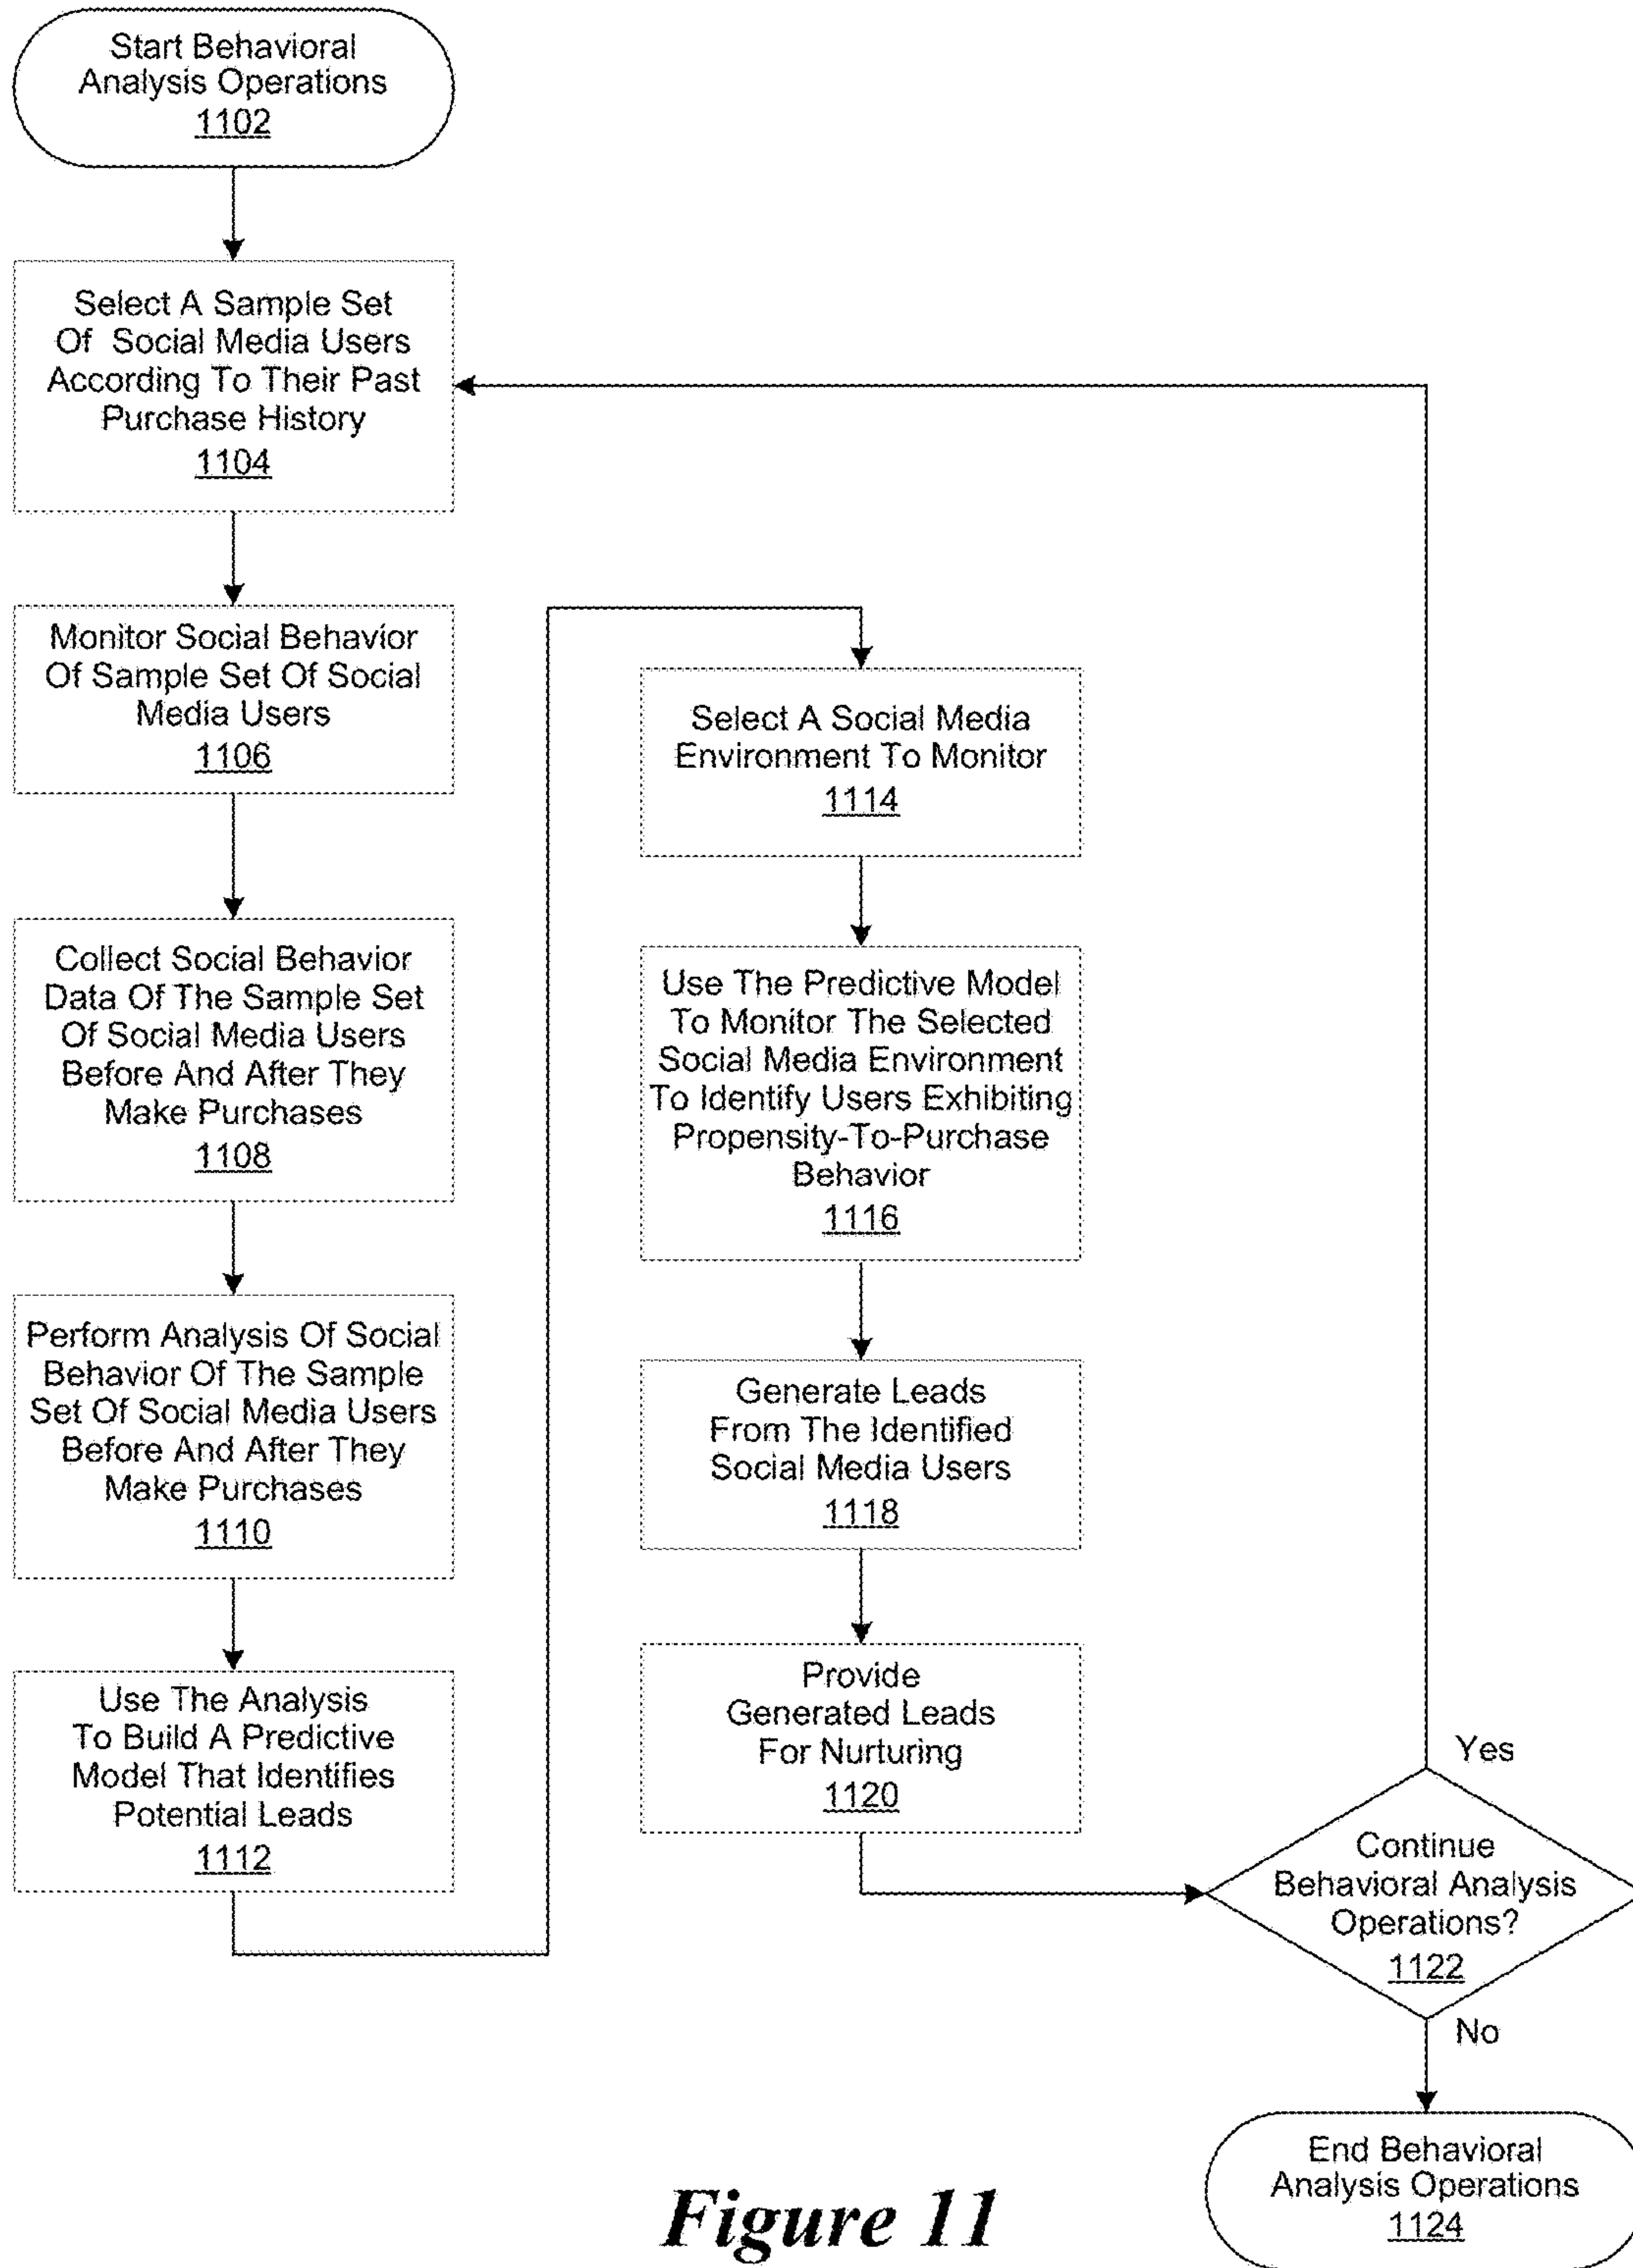 Start Behavioral
Analysis Operations
1102
Select A Sample Set
Of Social Media Users
According To Their Past
Purchase History
1104
Monitor Social Behavior
Of Sample Set Of Social
Media Users
1106
Collect Social Behavior
Data Of The Sample Set
Of Social Media Users
Before And After They
Make Purchases
1108
Perform Analysis Of Social
Behavior Of The Sample
Set Of Social Media Users
Before And After They
Make Purchases
1110
Use The Analysis
To Build A Predictive
Model That Identifies
Potential Leads
1112
Select A Social Media
Environment To Monitor
1114
Use The Predictive Model
To Monitor The Selected
Social Media Environment
To Identify Users Exhibiting
Propensity-To-Purchase
Behavior
1116
Generate Leads
From The Identified
Social Media Users
1118
Provide
Generated Leads
For Nurturing
1120
Yes
Continue
Behavioral Analysis
Operations?
1122
No
End Behavioral
Analysis Operations
1124
Figure 11